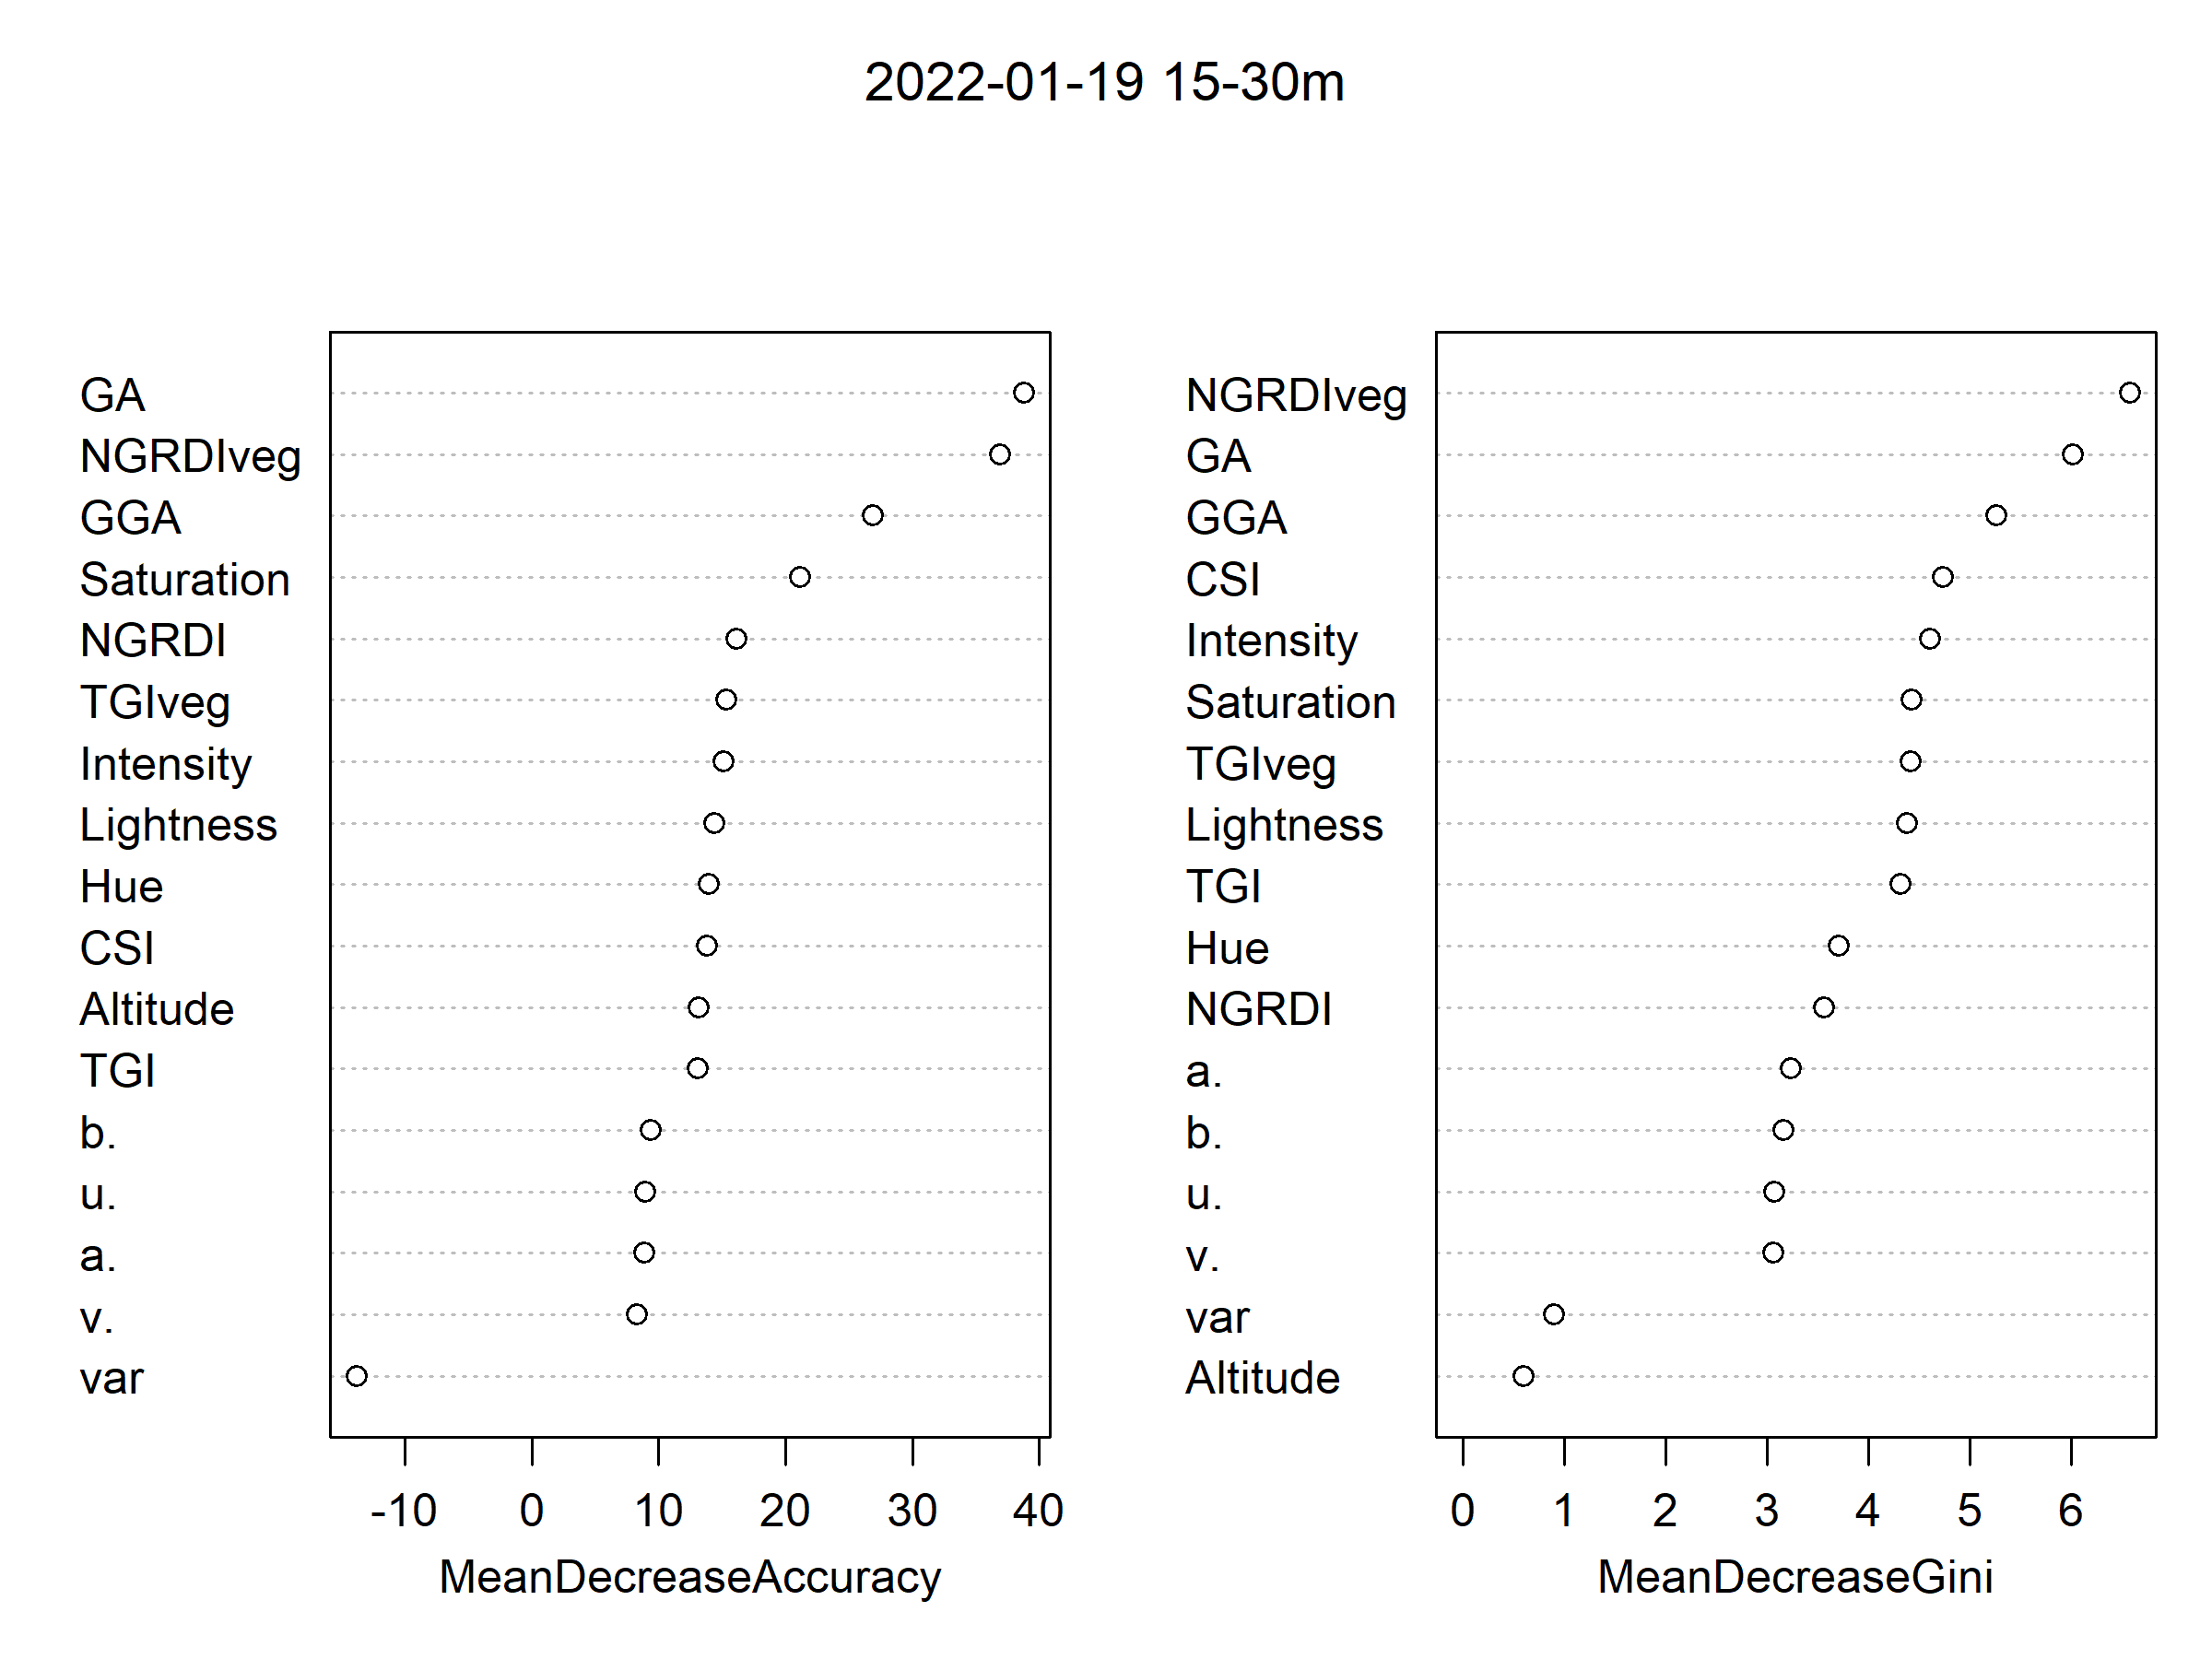 2022-01-19 15-30m
GA
NGRDIveg
GGA
Saturation
NGRDI
TGIveg
Intensity
Lightness
Hue
CSI
Altitude
TGI
b.
u.
a.
v.
var
-10 0 10 20 30 40
MeanDecreaseAccuracy
NGRDIveg
GA
GGA
CSI
Intensity
Saturation
TGIveg
Lightness
TGI
Hue
NGRDI
a.
b.
u.
v.
var
Altitude
0 1 2 3 4 5 6
MeanDecreaseGini